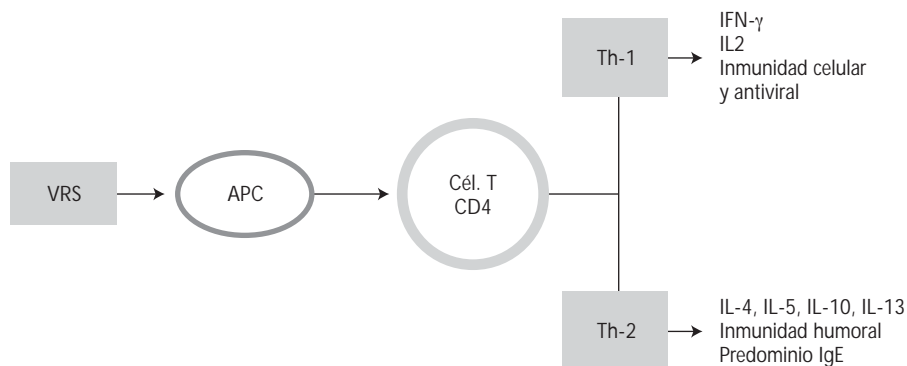 IFN-γ
IL2
Inmunidad celular
y antiviral
Th-1
VRS
APC
Cél. T
CD4
Th-2
IL-4, IL-5, IL-10, IL-13
Inmunidad humoral
Predominio IgE